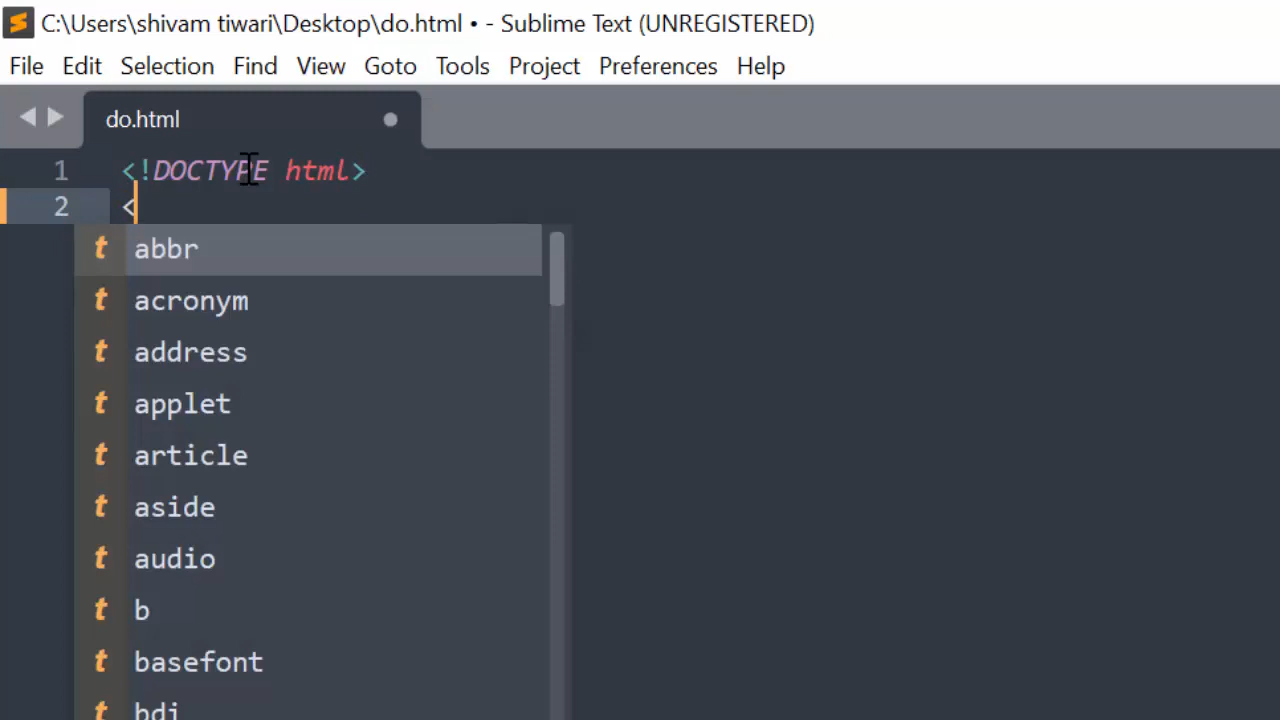 C:\Users\shivam tiwari\Desktop\do.html • - Sublime Text (UNREGISTERED)
File Edit Selection Find View Goto Tools Project Preferences Help
do.html
1 <!DOCTYPE html>
2 <
t abbr
t acronym
t address
t applet
t article
t aside
t audio
t b
t basefont
t bdi